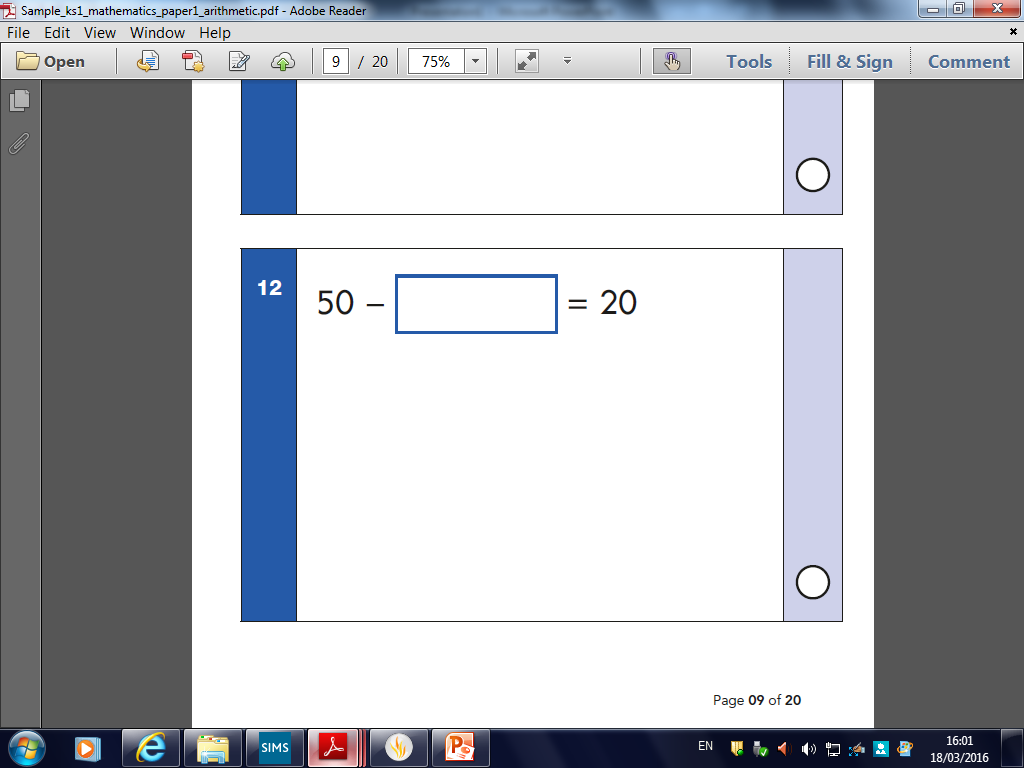 Sample_ks1_mathematics_paper1_arithmetic.pdf - Adobe Reader
File Edit View Window Help
Open 9 / 20 75% Tools Fill & Sign Comment
12
50 – = 20
Page 09 of 20
SIMS
EN
16:01
18/03/2016